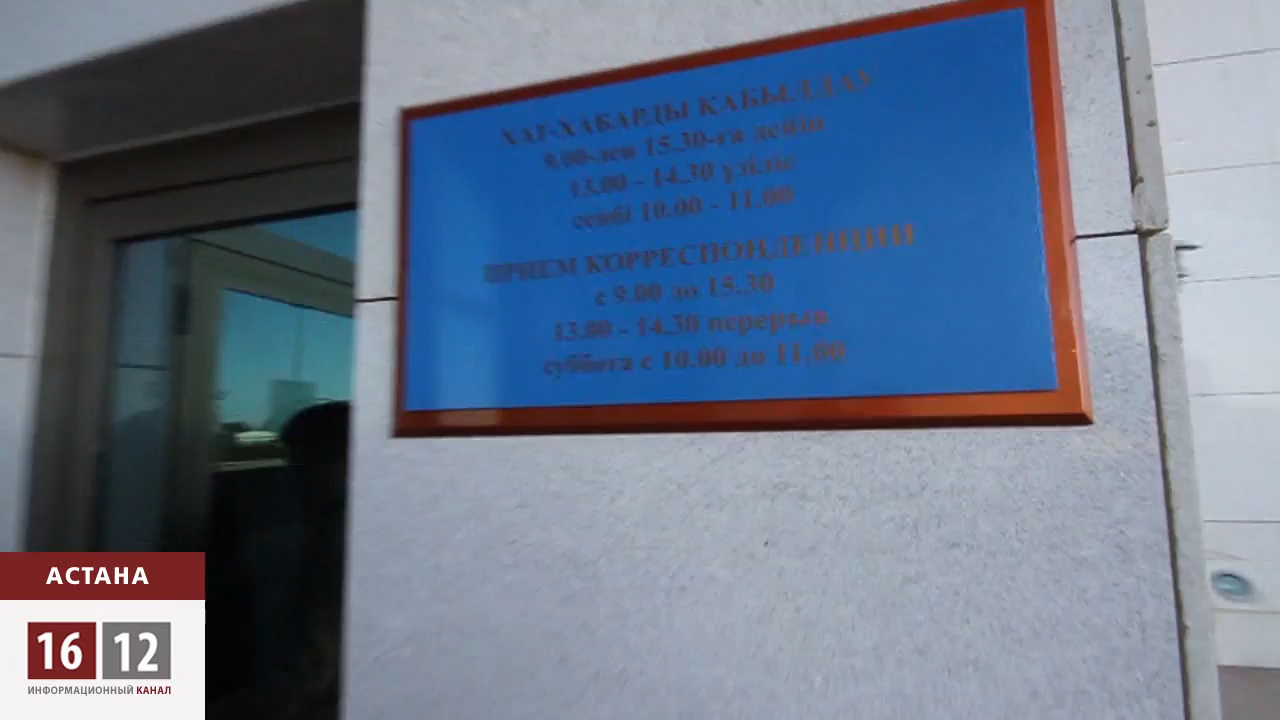 ХАТ-ХАБАРДЫ ҚАБЫЛДАУ
9.00-ден 15.30-ға дейін
13.00 - 14.30 үзіліс
сенбі 10.00 - 11.00
ПРИЕМ КОРРЕСПОНДЕНЦИИ
с 9.00 до 15.30
13.00 - 14.30 перерыв
суббота с 10.00 до 11.00
АСТАНА
16 12
ИНФОРМАЦИОННЫЙ КАНАЛ